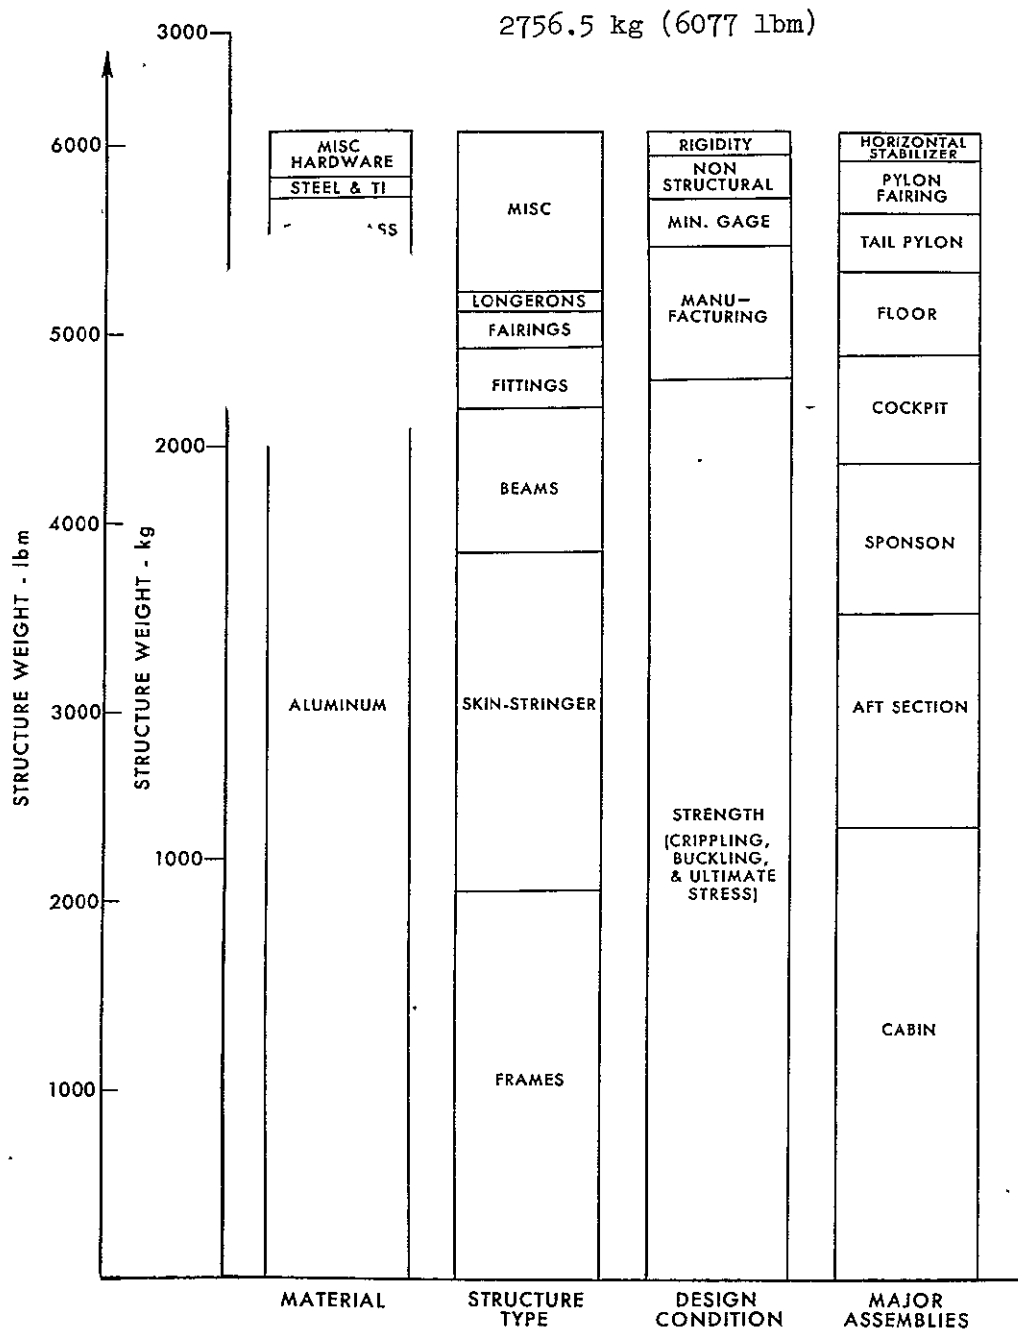 2756.5 kg (6077 lbm)
STRUCTURE WEIGHT - lbm
6000
5000
4000
3000
2000
1000
STRUCTURE WEIGHT - kg
3000
2000
1000
MISC
HARDWARE
STEEL & TI
SS
ALUMINUM
MATERIAL
MISC
LONGERONS
FAIRINGS
FITTINGS
BEAMS
SKIN-STRINGER
FRAMES
STRUCTURE
TYPE
RIGIDITY
NON
STRUCTURAL
MIN. GAGE
MANU-
FACTURING
STRENGTH
(CRIPPLING,
BUCKLING,
& ULTIMATE
STRESS)
DESIGN
CONDITION
HORIZONTAL
STABILIZER
PYLON
FAIRING
TAIL PYLON
FLOOR
COCKPIT
SPONSON
AFT SECTION
CABIN
MAJOR
ASSEMBLIES